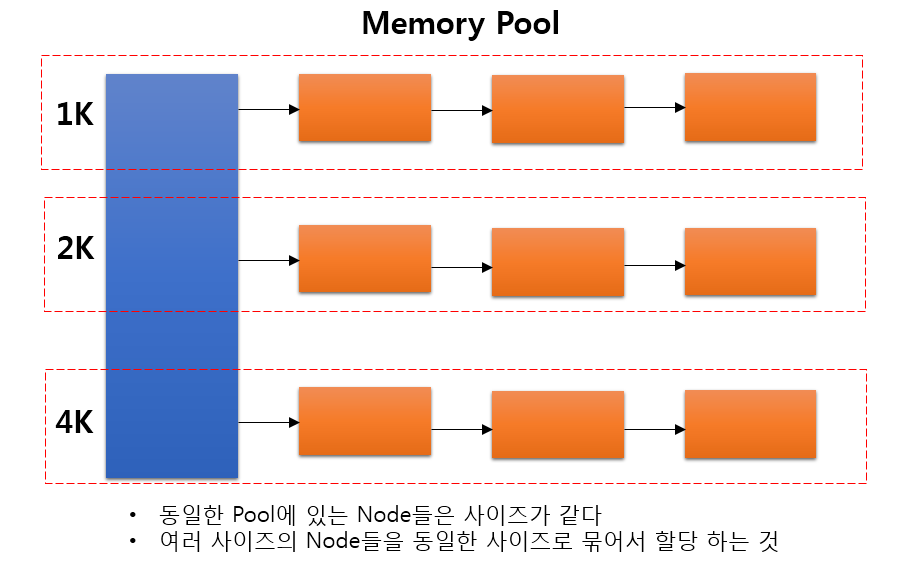 Memory Pool
1K
2K
4K
• 동일한 Pool에 있는 Node들은 사이즈가 같다
• 여러 사이즈의 Node들을 동일한 사이즈로 묶어서 할당 하는 것